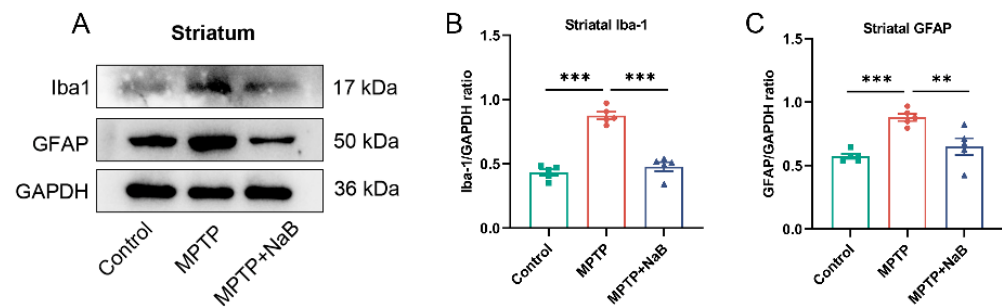 A
Striatum
Iba1
17 kDa
GFAP
50 kDa
GAPDH
36 kDa
Control
MPTP
MPTP+NaB
B
Striatal Iba-1
Iba-1/GAPDH ratio
1.5
1.0
0.5
0.0
***
***
Control
MPTP
MPTP+NaB
C
Striatal GFAP
GFAP/GAPDH ratio
1.5
1.0
0.5
0.0
***
**
Control
MPTP
MPTP+NaB